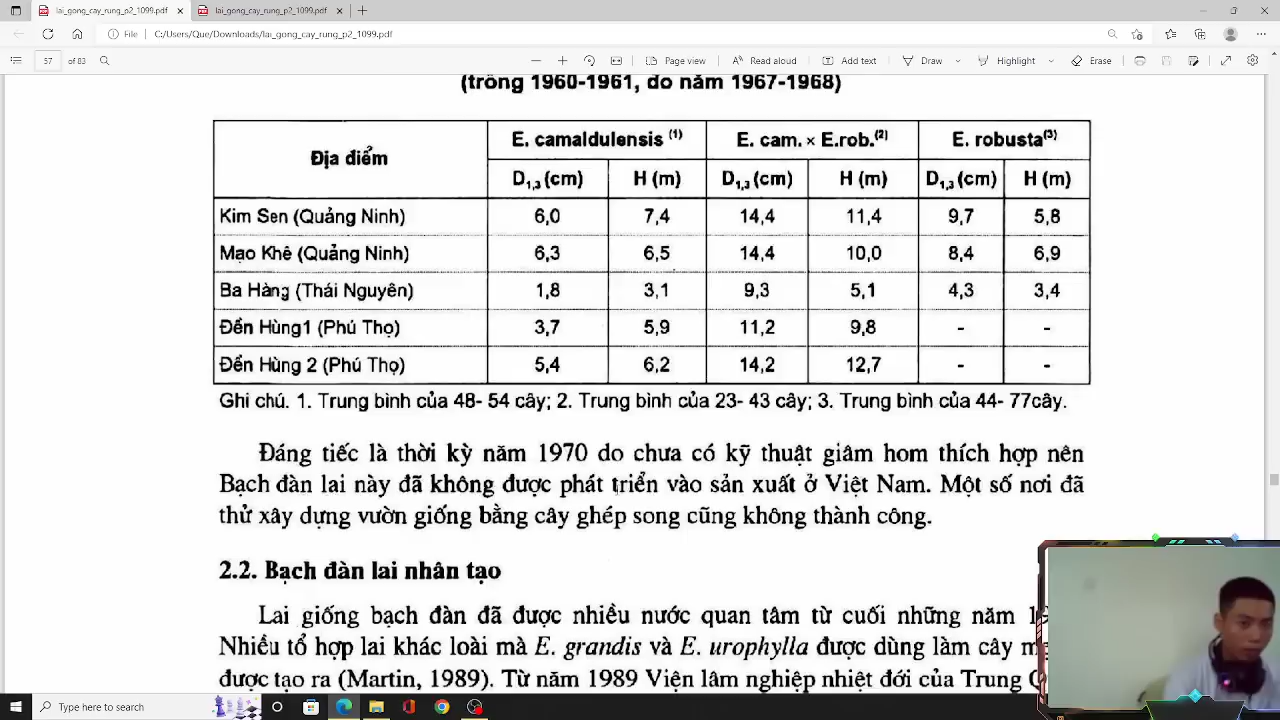 lai_gong_cay_rung_p2_1099.pdf
lai_gong_cay_rung_p2_1099.pdf
File
C:/Users/Que/Downloads/lai_gong_cay_rung_p2_1099.pdf
37 of 83
Page view
Read aloud
Add text
Draw
Highlight
Erase
(trồng 1960-1961, đo năm 1967-1968)
Địa điểm E. camaldulensis (1) E. cam. × E.rob.(2) E. robusta(3)
D1,3 (cm) H (m) D1,3 (cm) H (m) D1,3 (cm) H (m)
Kim Sen (Quảng Ninh) 6,0 7,4 14,4 11,4 9,7 5,8
Mạo Khê (Quảng Ninh) 6,3 6,5 14,4 10,0 8,4 6,9
Ba Hàng (Thái Nguyên) 1,8 3,1 9,3 5,1 4,3 3,4
Đền Hùng1 (Phú Thọ) 3,7 5,9 11,2 9,8 - -
Đền Hùng 2 (Phú Thọ) 5,4 6,2 14,2 12,7 - -
Ghi chú. 1. Trung bình của 48- 54 cây; 2. Trung bình của 23- 43 cây; 3. Trung bình của 44- 77cây.
Đáng tiếc là thời kỳ năm 1970 do chưa có kỹ thuật giâm hom thích hợp nên
Bạch đàn lai này đã không được phát triển vào sản xuất ở Việt Nam. Một số nơi đã
thử xây dựng vườn giống bằng cây ghép song cũng không thành công.
2.2. Bạch đàn lai nhân tạo
Lai giống bạch đàn đã được nhiều nước quan tâm từ cuối những năm
Nhiều tổ hợp lai khác loài mà E. grandis và E. urophylla được dùng làm cây
được tạo ra (Martin, 1989). Từ năm 1989 Viện lâm nghiệp nhiệt đới của Trung
Type here to search